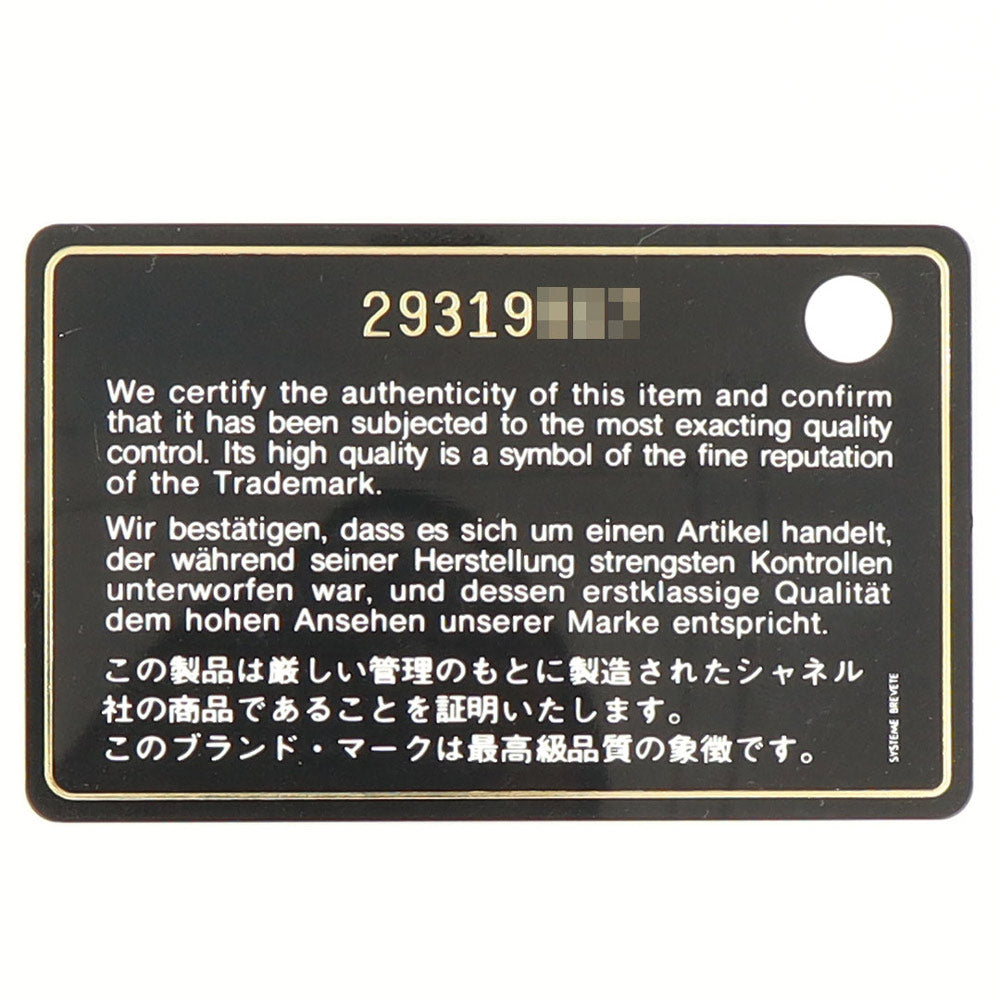 29319
We certify the authenticity of this item and confirm
that it has been subjected to the most exacting quality
control. Its high quality is a symbol of the fine reputation
of the Trademark.
Wir bestätigen, dass es sich um einen Artikel handelt,
der während seiner Herstellung strengsten Kontrollen
unterworfen war, und dessen erstklassige Qualität
dem hohen Ansehen unserer Marke entspricht.
この製品は厳しい管理のもとに製造されたシャネル
社の商品であることを証明いたします。
このブランド・マークは最高級品質の象徴です。
SYSTEME BREVETE